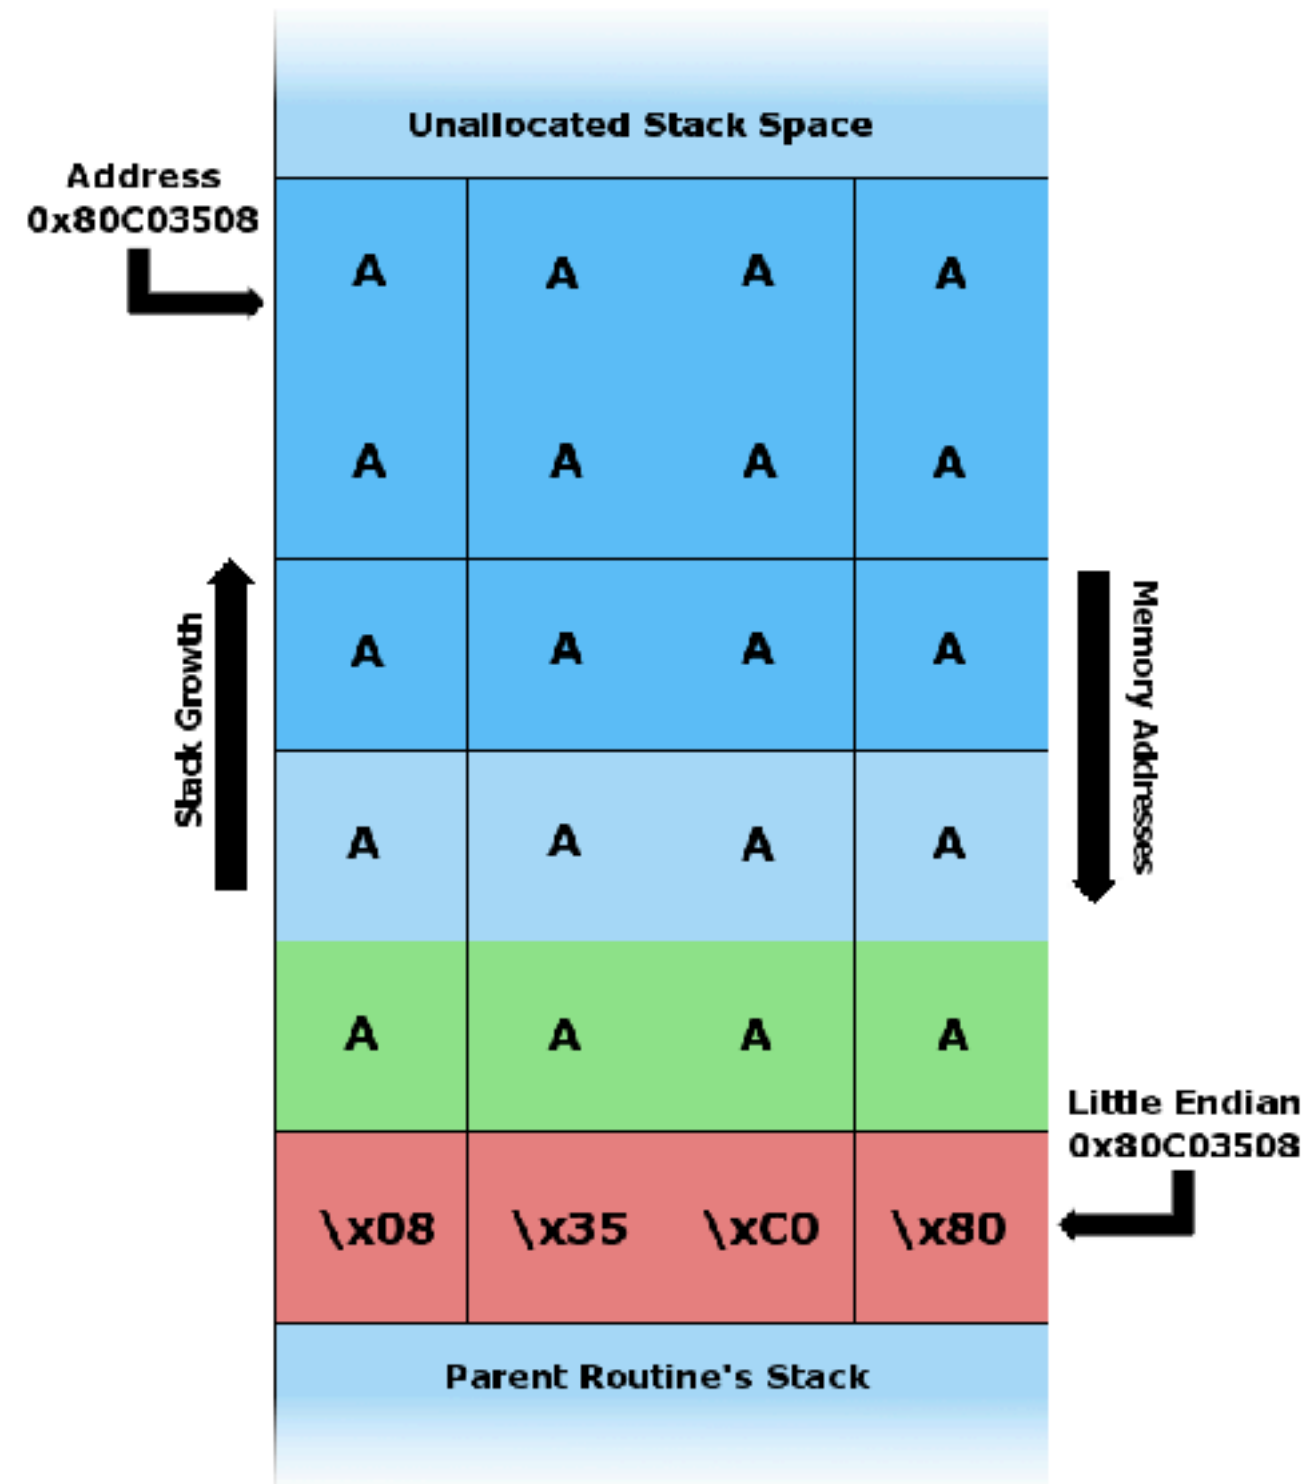 Unallocated Stack Space
Address
0x80C03508
A A A A
A A A A
Stack Growth
Memory Addresses
A A A A
A A A A
A A A A
Little Endian
0x80C03508
\x08 \x35 \xC0 \x80
Parent Routine's Stack